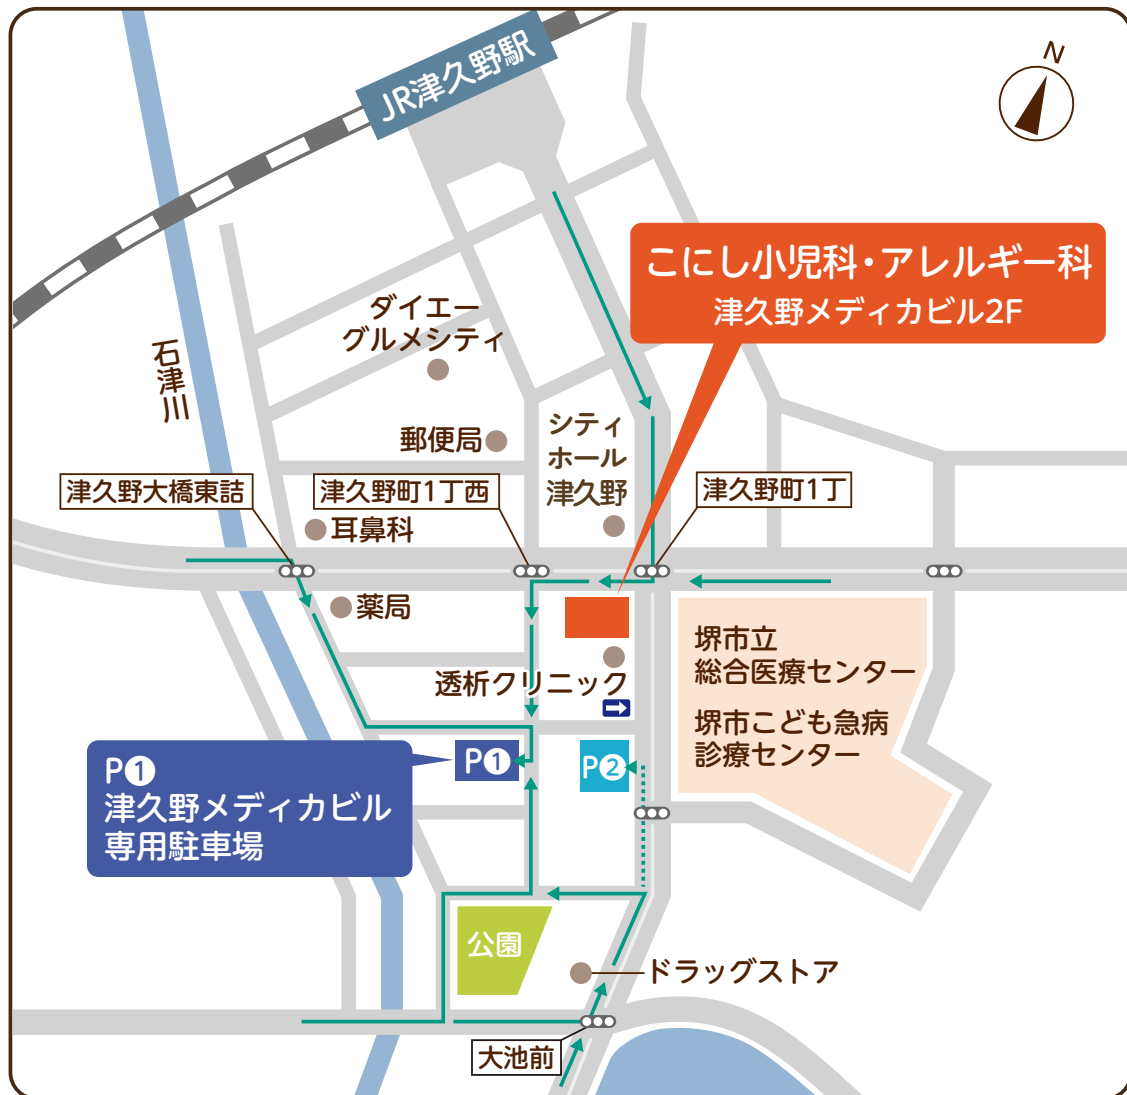 JR津久野駅
N
こにし小児科・アレルギー科
津久野メディカビル2F
ダイエー
グルメシティ
石津川
郵便局
シティ
ホール
津久野
津久野大橋東詰
津久野町1丁西
津久野町1丁
耳鼻科
薬局
透析クリニック
堺市立
総合医療センター
堺市こども急病
診療センター
P❶
津久野メディカビル
専用駐車場
P❶
P❷
公園
ドラッグストア
大池前